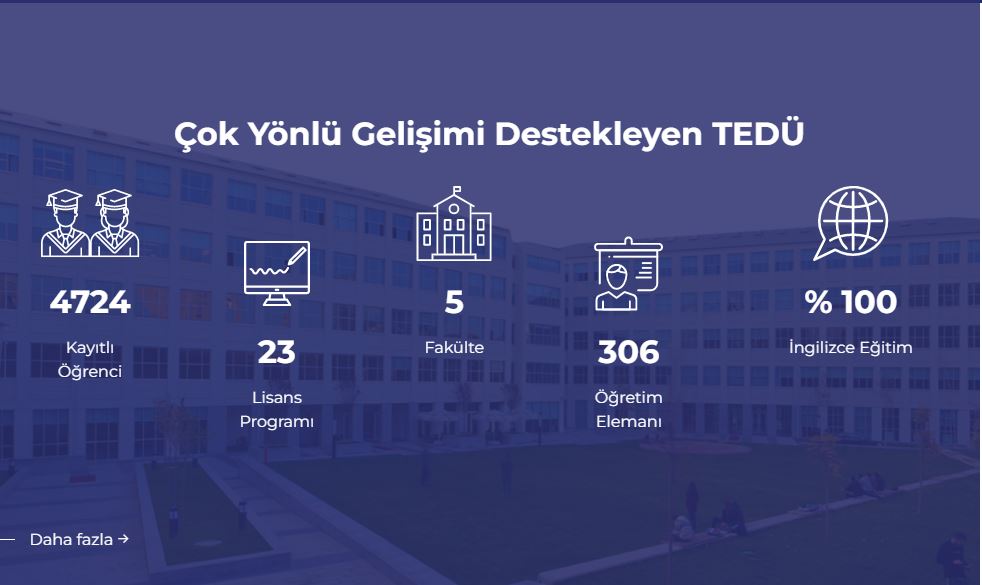 Çok Yönlü Gelişimi Destekleyen TEDÜ
4724
Kayıtlı
Öğrenci
23
Lisans
Programı
5
Fakülte
306
Öğretim
Elemanı
% 100
İngilizce Eğitim
Daha fazla →